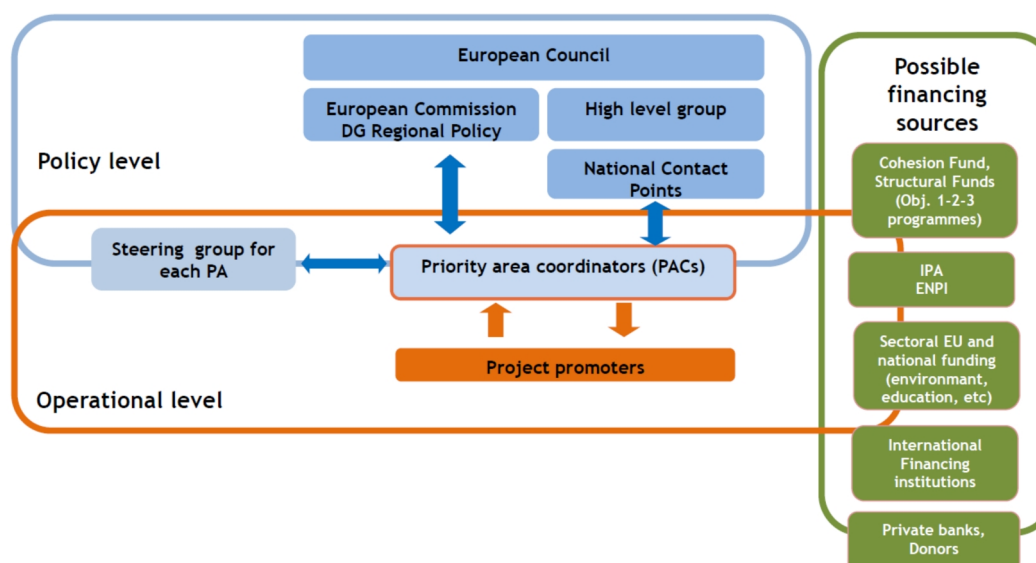 European Council
European Commission
DG Regional Policy
High level group
National Contact
Points
Policy level
Steering group for
each PA
Priority area coordinators (PACs)
Project promoters
Operational level
Possible
financing
sources
Cohesion Fund,
Structural Funds
(Obj. 1-2-3
programmes)
IPA
ENPI
Sectoral EU and
national funding
(environmant,
education, etc)
International
Financing
institutions
Private banks,
Donors